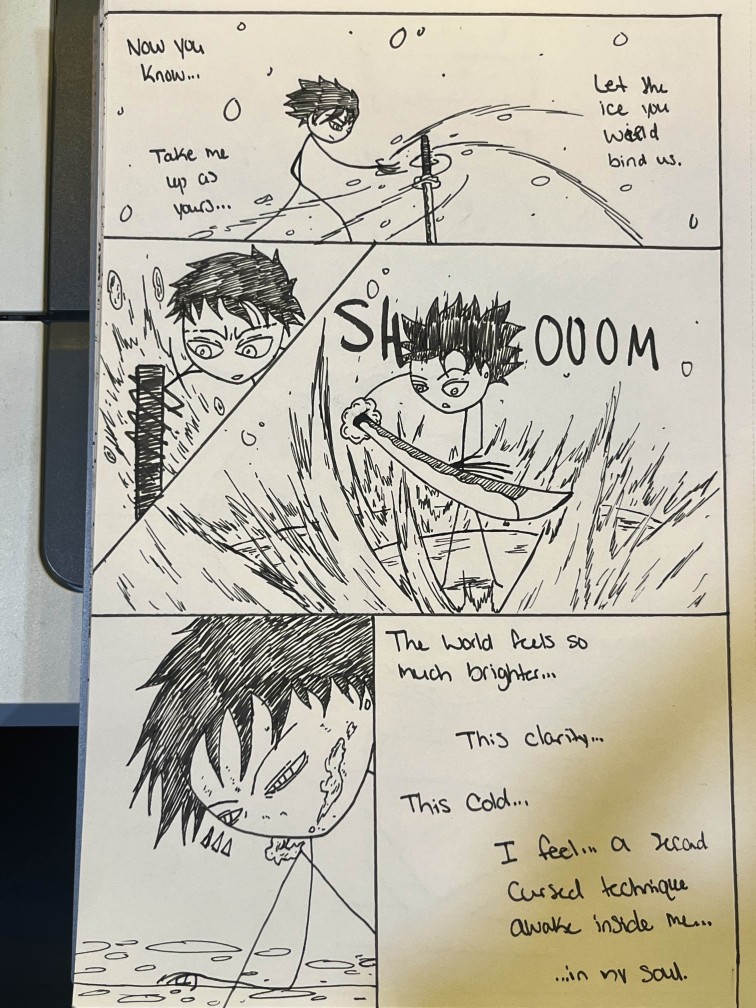 Now you
know...
Take me
up as
yours...
Let the
ice you
wield
bind us.
SH OOOM
The world feels so
much brighter...
This clarity...
This cold...
I feel... a second
cursed technique
awake inside me...
...in my soul.